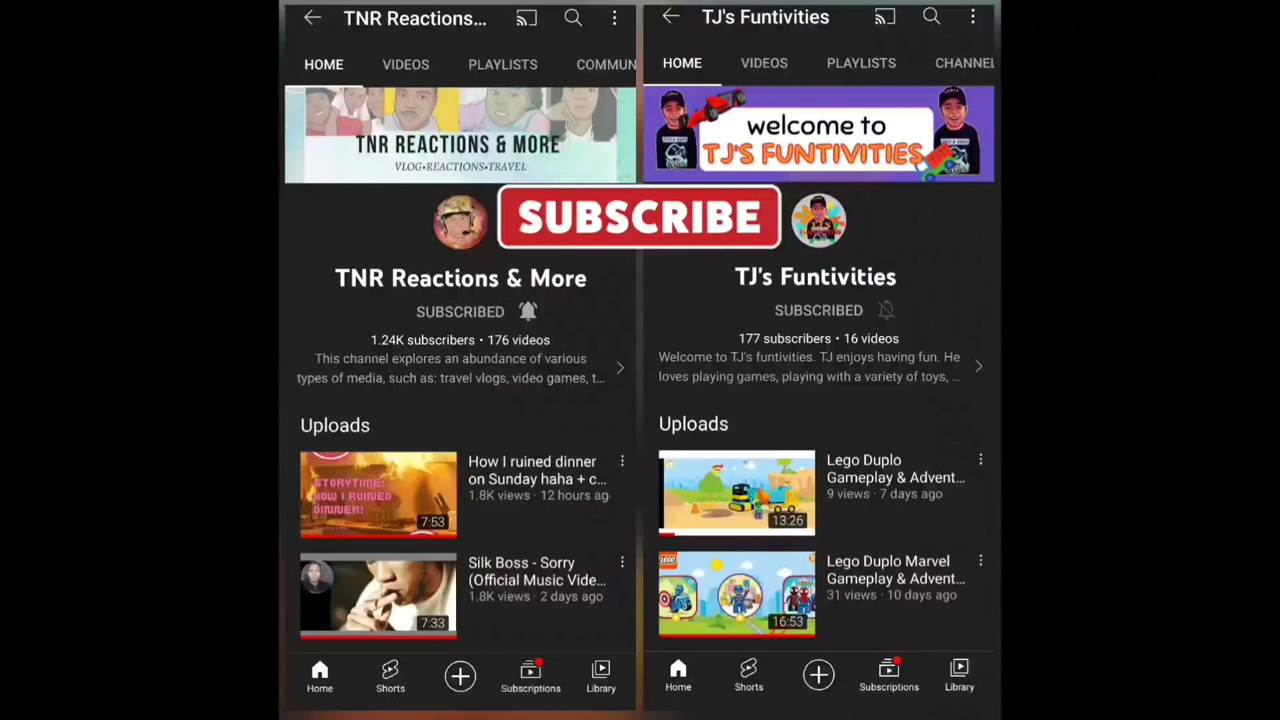 TNR Reactions...
HOME VIDEOS PLAYLISTS COMMUN
TNR REACTIONS & MORE
VLOG•REACTIONS•TRAVEL
SUBSCRIBE
TNR Reactions & More
SUBSCRIBED
1.24K subscribers • 176 videos
This channel explores an abundance of various
types of media, such as: travel vlogs, video games, t...
Uploads
STORYTIME:
HOW I RUINED
DINNER!
7:53
How I ruined dinner
on Sunday haha + c...
1.8K views · 12 hours ag
7:33
Silk Boss - Sorry
(Official Music Vide...
1.8K views · 2 days ago
Home Shorts Subscriptions Library
TJ's Funtivities
HOME VIDEOS PLAYLISTS CHANNEL
welcome to
TJ'S FUNTIVITIES
TJ's Funtivities
SUBSCRIBED
177 subscribers • 16 videos
Welcome to TJ's funtivities. TJ enjoys having fun. He
loves playing games, playing with a variety of toys, ...
Uploads
13:26
Lego Duplo
Gameplay & Advent...
9 views · 7 days ago
LEGO
16:53
Lego Duplo Marvel
Gameplay & Advent...
31 views · 10 days ago
Home Shorts Subscriptions Library